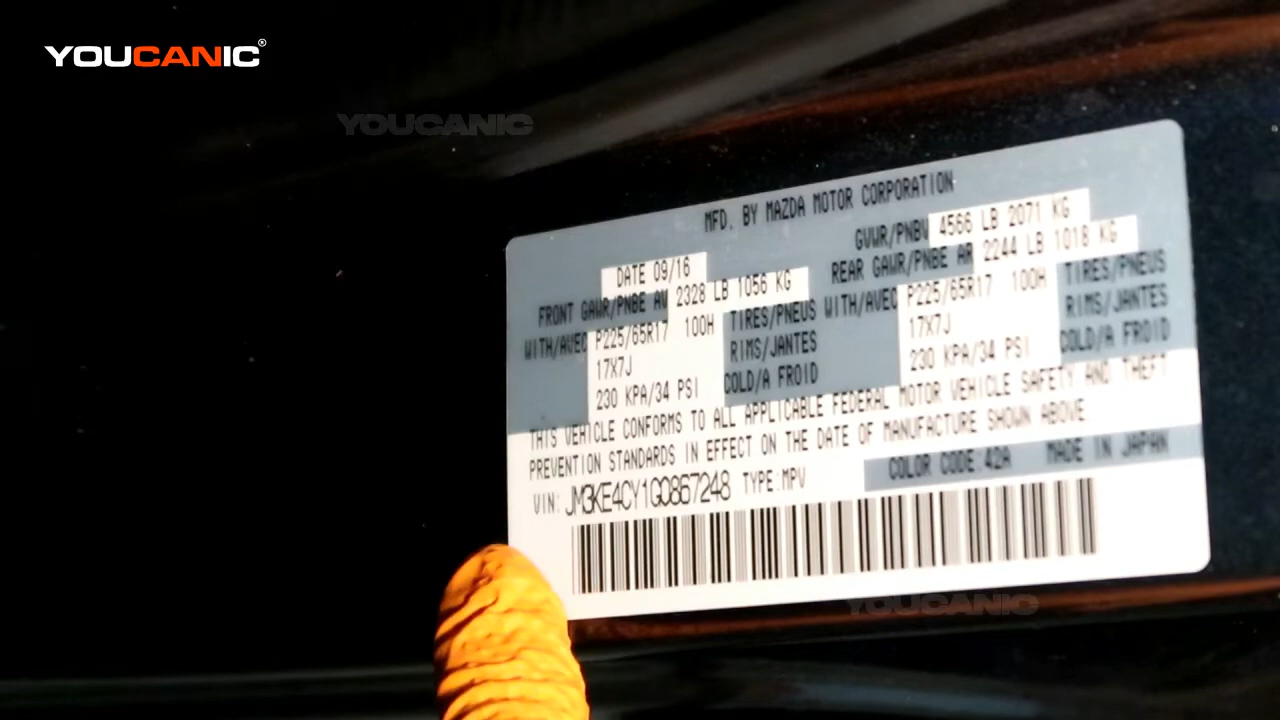 YOUCANIC®
YOUCANIC
MFD. BY MAZDA MOTOR CORPORATION
DATE 09/16 GVWR/PNBV 4566 LB 2071 KG
FRONT GAWR/PNBE AV 2328 LB 1056 KG REAR GAWR/PNBE AR 2244 LB 1018 KG
WITH/AVEC P225/65R17 100H TIRES/PNEUS WITH/AVEC P225/65R17 100H TIRES/PNEUS
17X7J RIMS/JANTES 17X7J RIMS/JANTES
230 KPA/34 PSI COLD/A FROID 230 KPA/34 PSI COLD/A FROID
THIS VEHICLE CONFORMS TO ALL APPLICABLE FEDERAL MOTOR VEHICLE SAFETY AND THEFT
PREVENTION STANDARDS IN EFFECT ON THE DATE OF MANUFACTURE SHOWN ABOVE
COLOR CODE:42A MADE IN JAPAN
VIN: JM3KE4CY1G0867248 TYPE:MPV
YOUCANIC